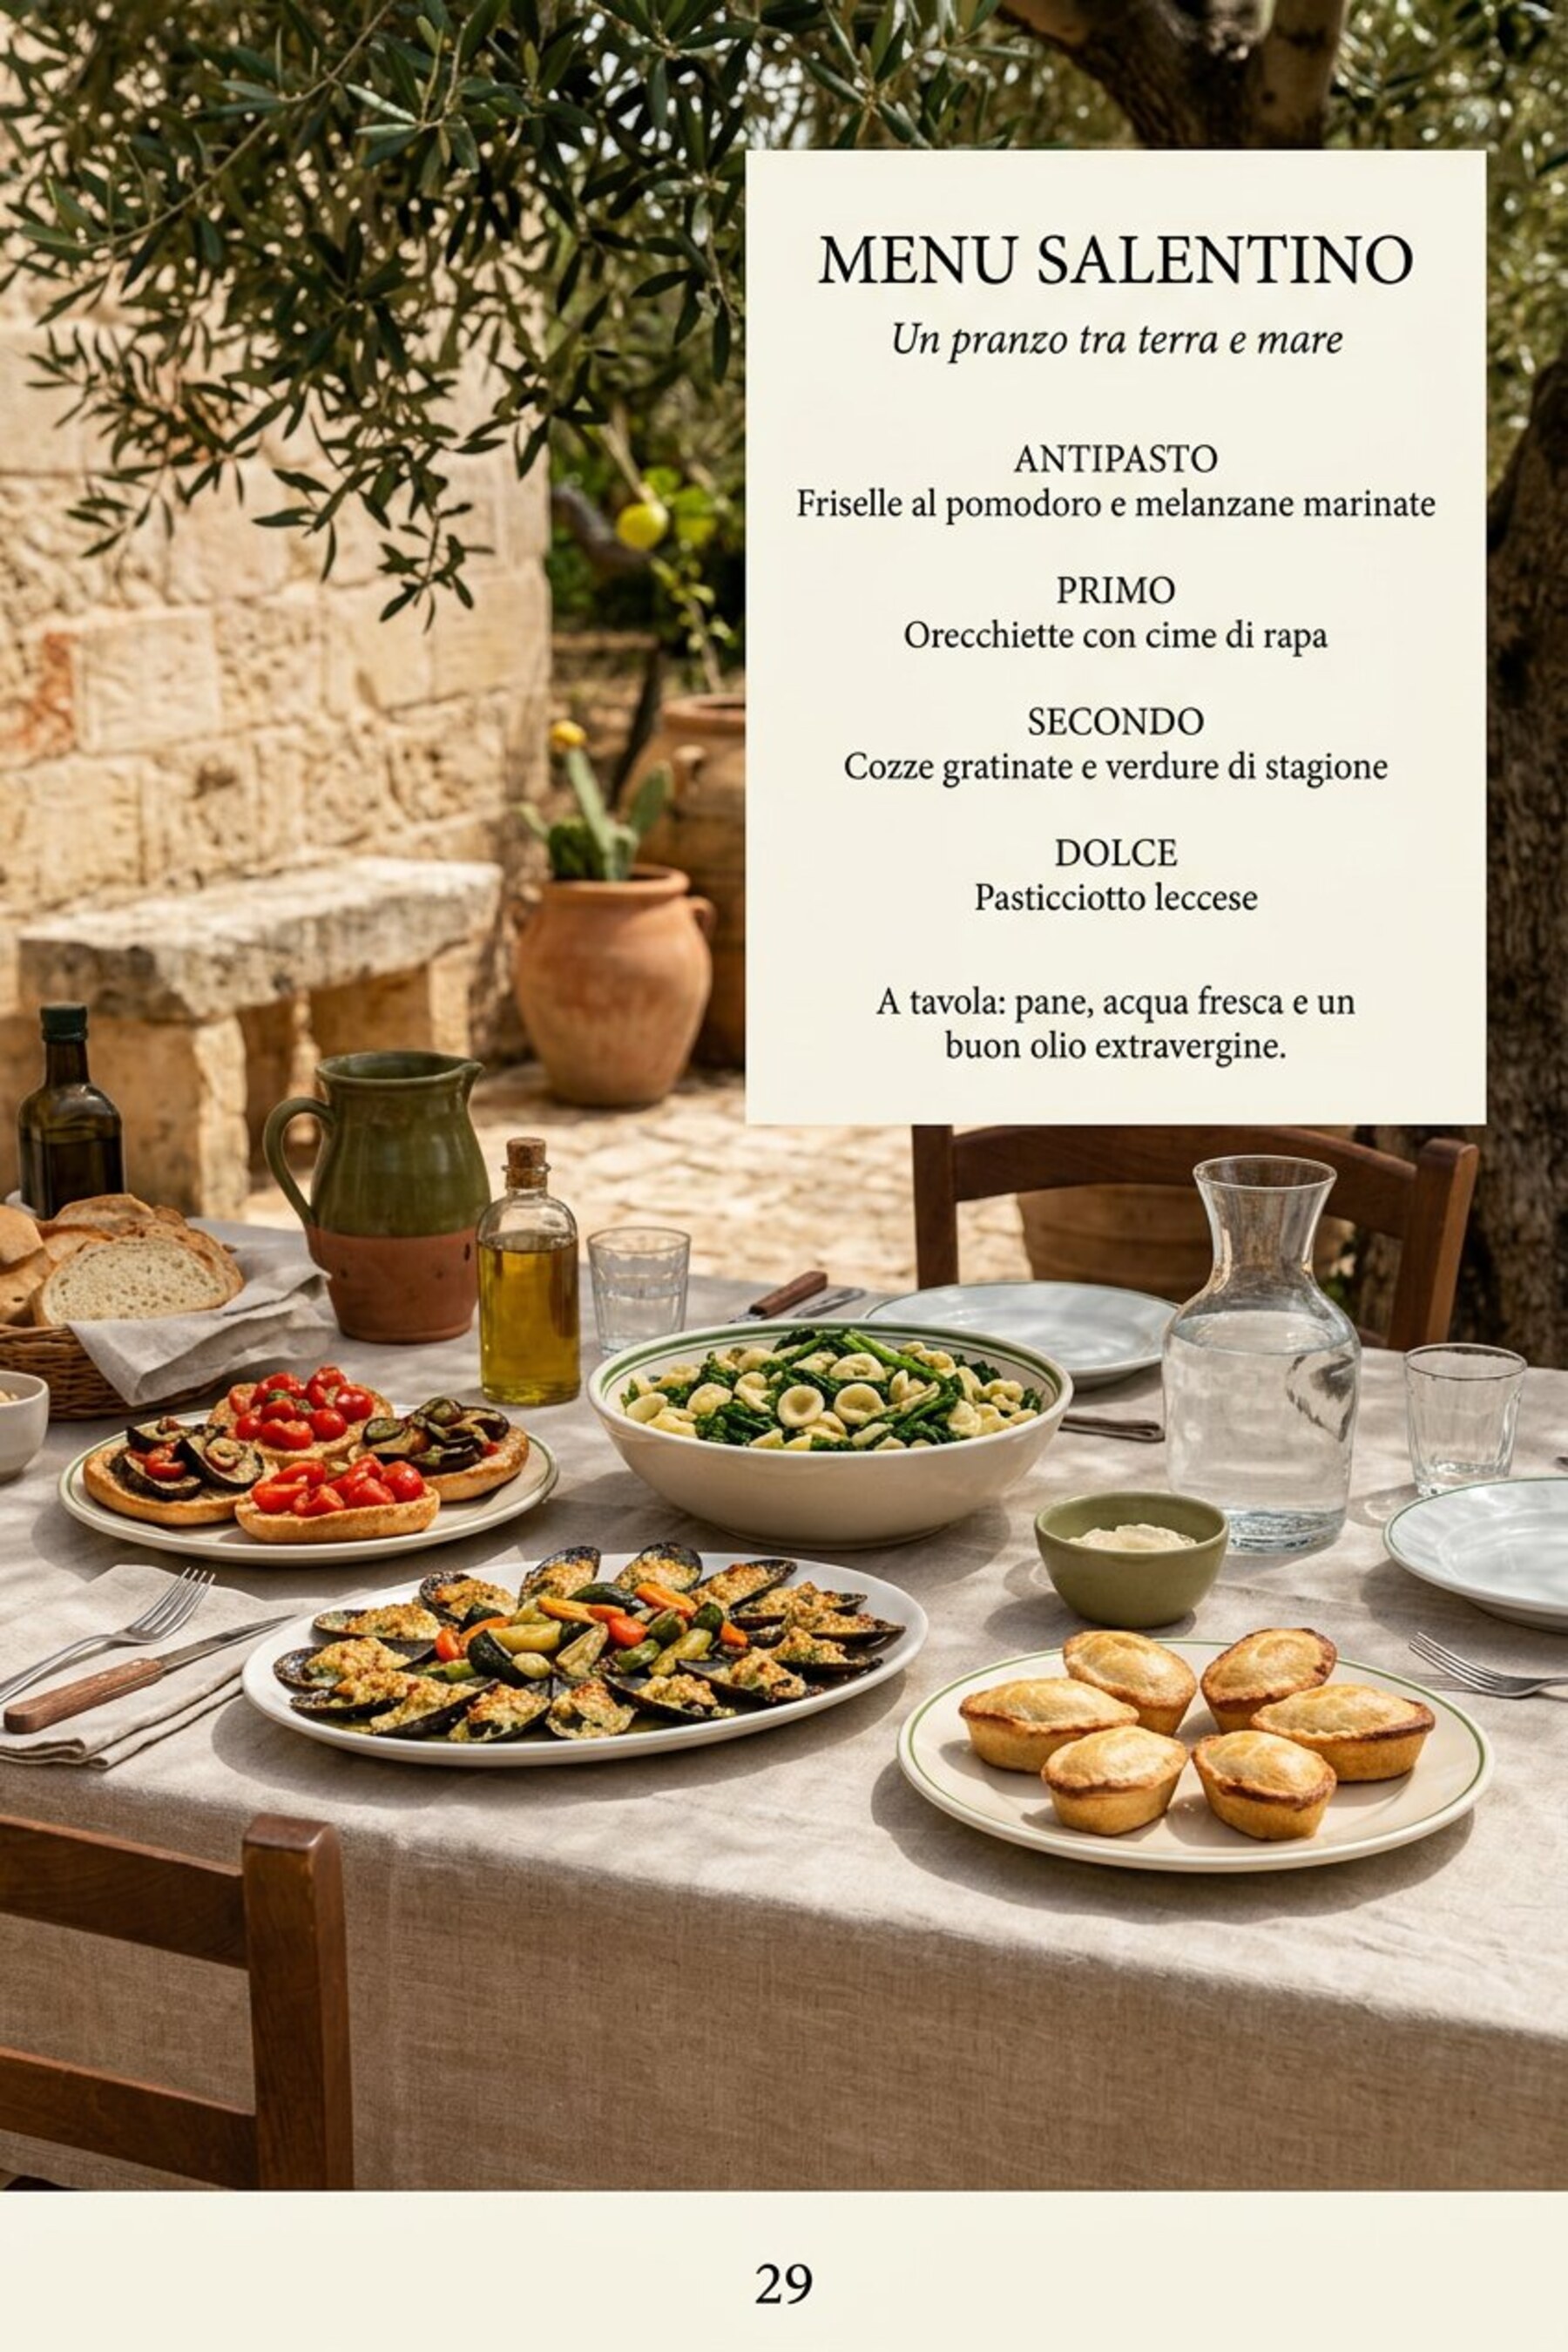 MENU SALENTINO
Un pranzo tra terra e mare
ANTIPASTO
Friselle al pomodoro e melanzane marinate
PRIMO
Orecchiette con cime di rapa
SECONDO
Cozze gratinate e verdure di stagione
DOLCE
Pasticciotto leccese
A tavola: pane, acqua fresca e un
buon olio extravergine.
29